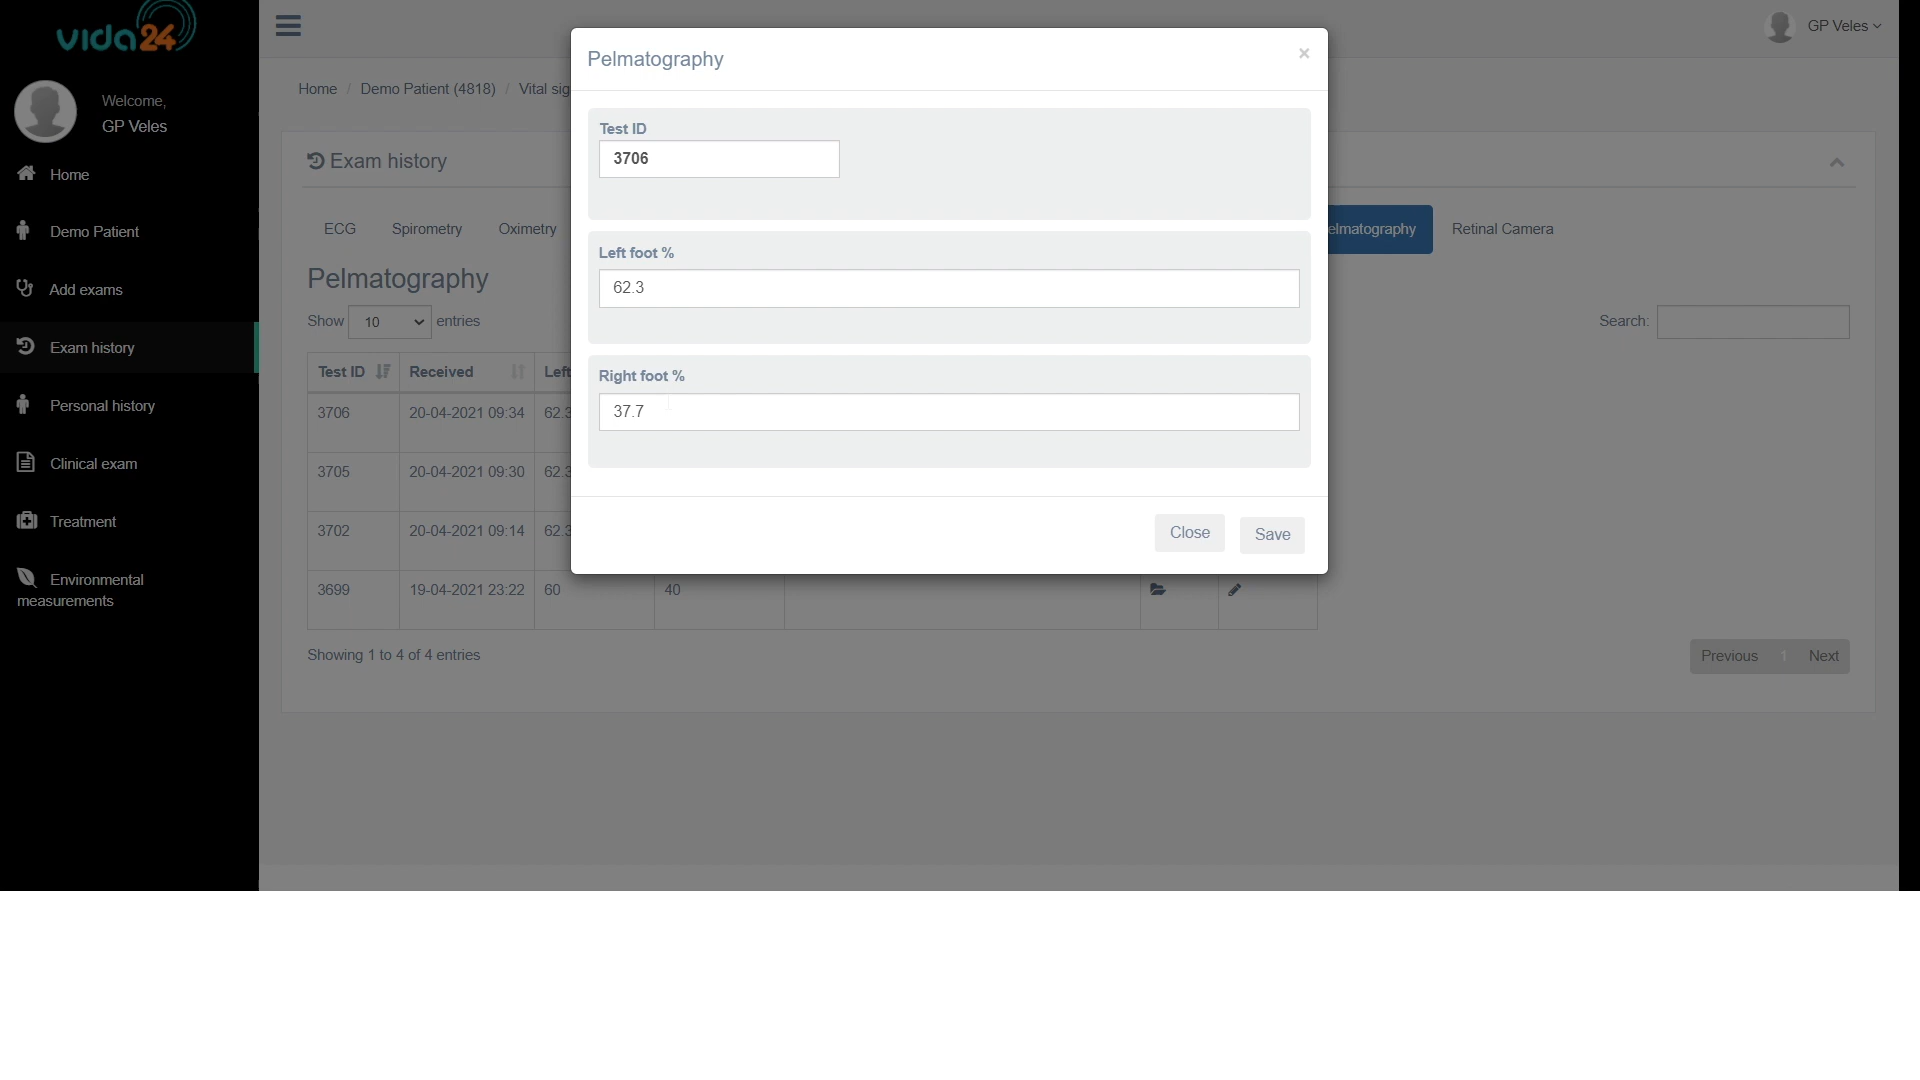 vida24
GP Veles
Pelmatography
×
Home / Demo Patient (4818) / Vital sig
Welcome,
GP Veles
Test ID
3706
Exam history
Home
ECG
Spirometry
Oximetry
elmatography
Retinal Camera
Demo Patient
Left foot %
62.3
Pelmatography
Add exams
Show 10 entries
Search:
Exam history
Test ID
Received
Left
Right foot %
37.7
Personal history
3706
20-04-2021 09:34
62.3
Clinical exam
3705
20-04-2021 09:30
62.3
Treatment
3702
20-04-2021 09:14
62.3
Close
Save
Environmental
measurements
3699
19-04-2021 23:22
60
40
Showing 1 to 4 of 4 entries
Previous
1
Next